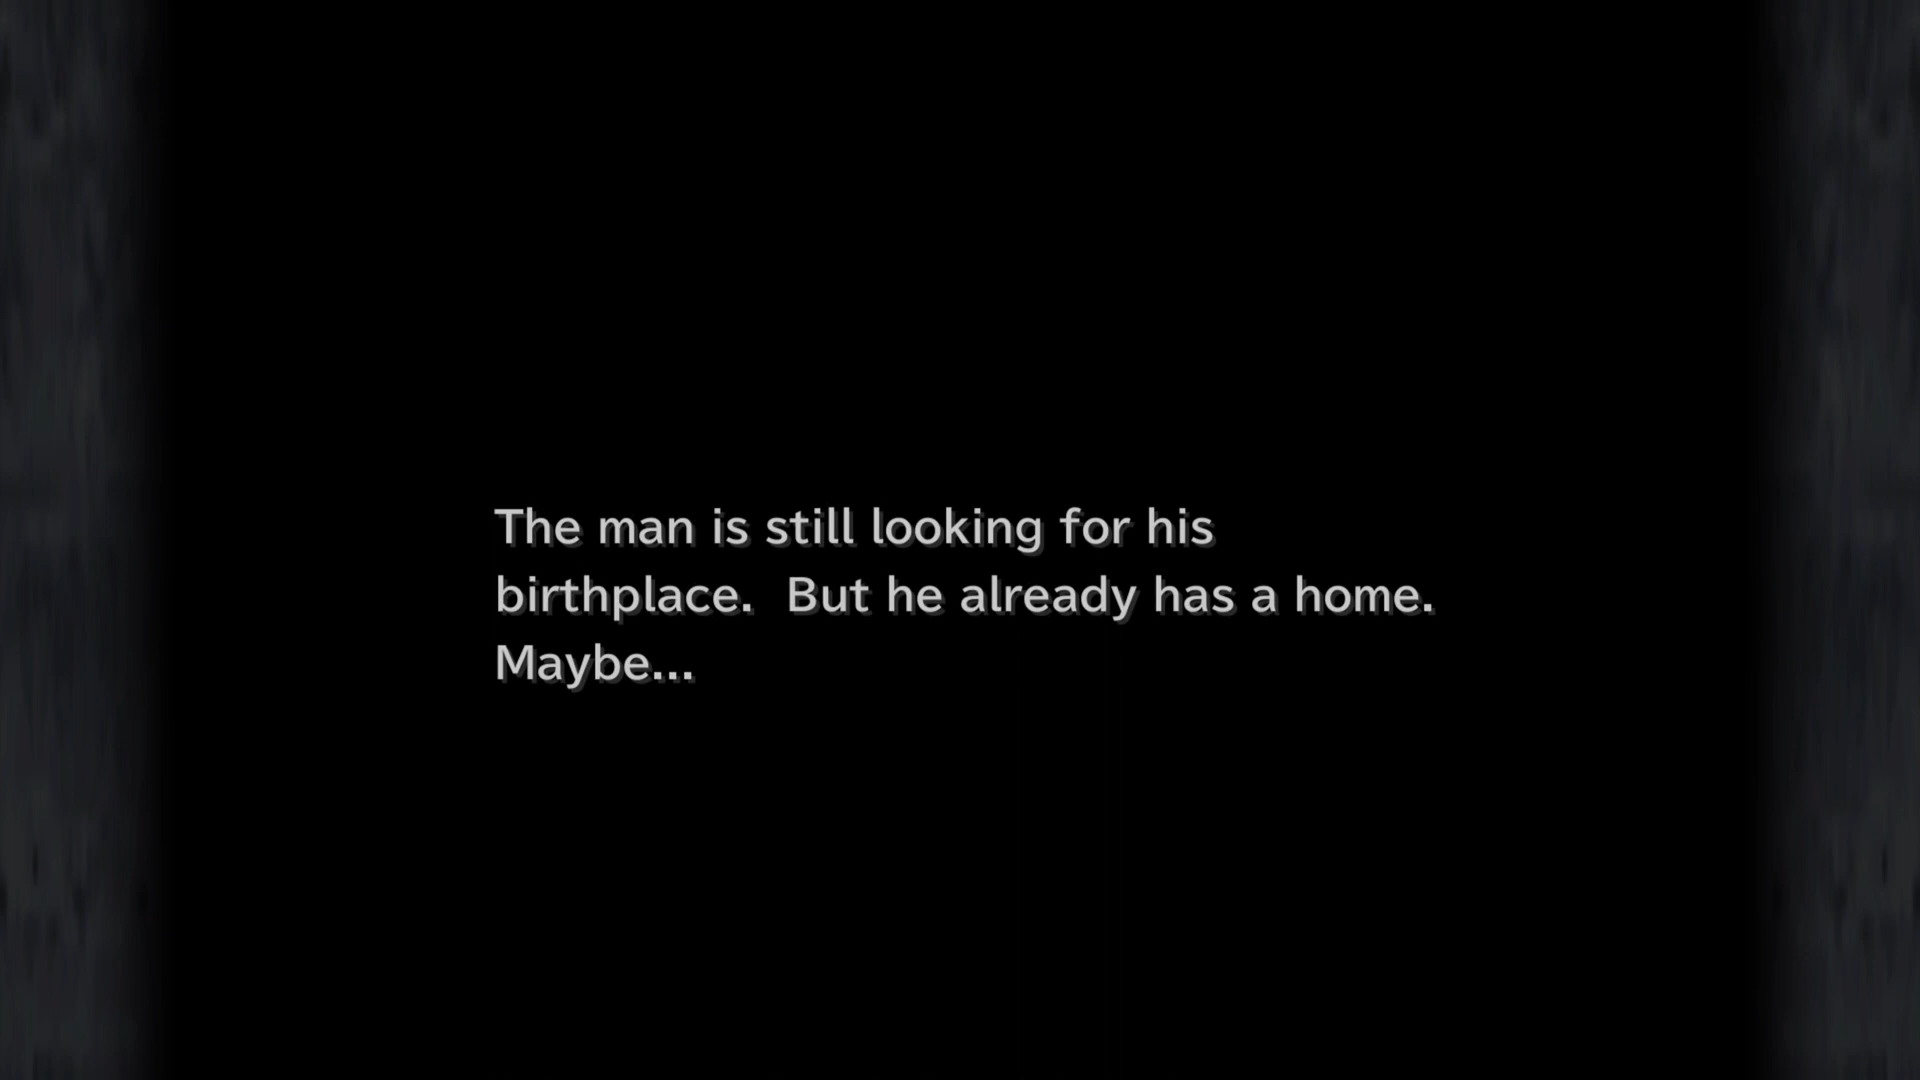 The man is still looking for his
birthplace.  But he already has a home.
Maybe...